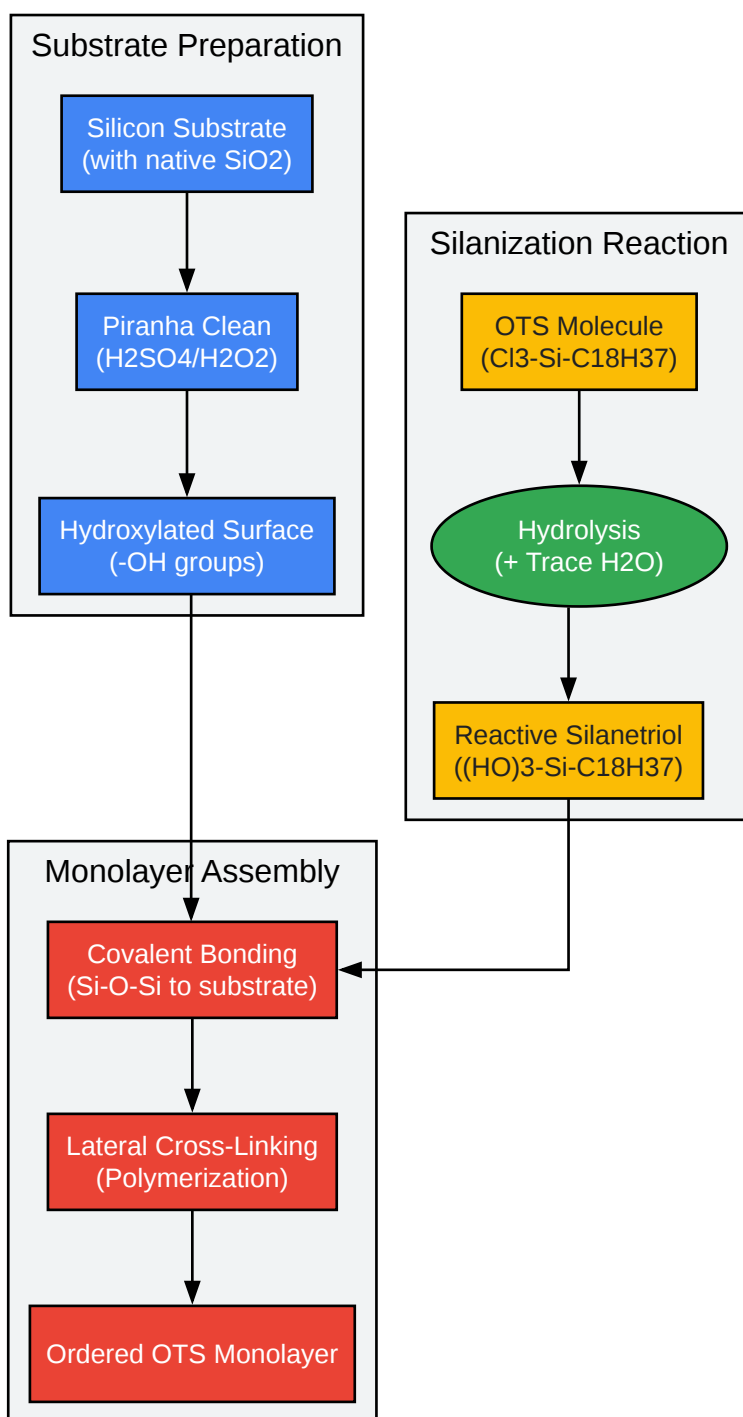 Substrate Preparation
Silicon Substrate
(with native SiO2)
Piranha Clean
(H2SO4/H2O2)
Hydroxylated Surface
(-OH groups)
Silanization Reaction
OTS Molecule
(Cl3-Si-C18H37)
Hydrolysis
(+ Trace H2O)
Reactive Silanetriol
((HO)3-Si-C18H37)
Monolayer Assembly
Covalent Bonding
(Si-O-Si to substrate)
Lateral Cross-Linking
(Polymerization)
Ordered OTS Monolayer